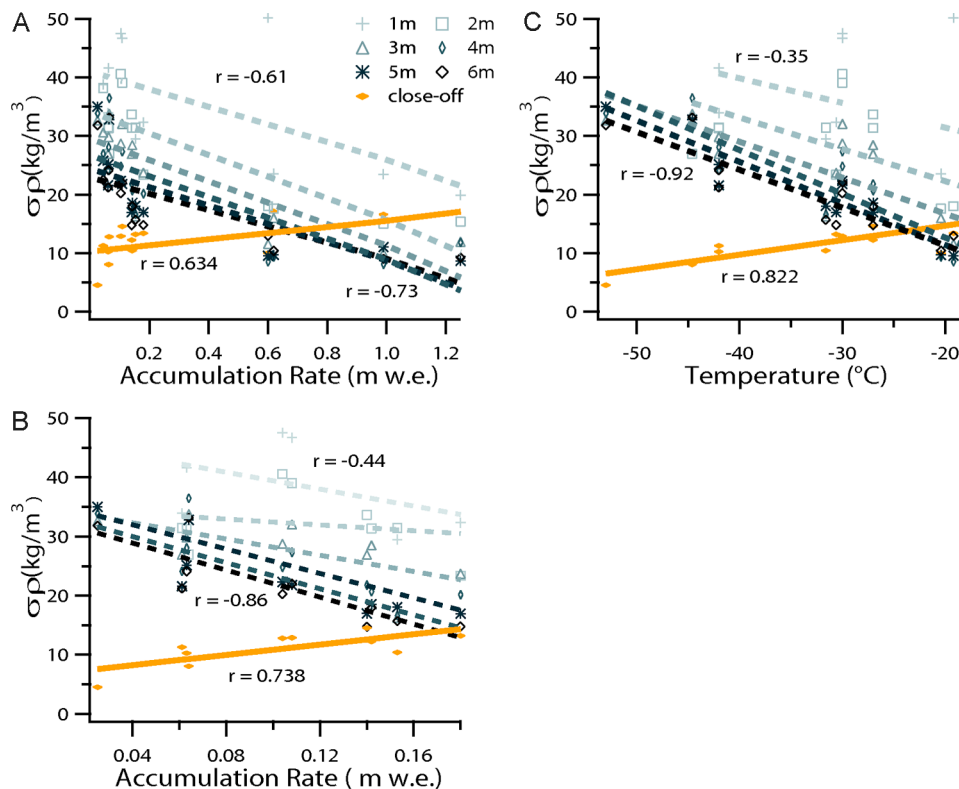 A
50
40
30
20
10
0
σρ(kg/m³)
1m 2m
3m 4m
5m 6m
close-off
r = -0.61
r = 0.634
r = -0.73
0.2 0.4 0.6 0.8 1.0 1.2
Accumulation Rate (m w.e.)
C
50
40
30
20
10
0
σρ(kg/m³)
r = -0.35
r = -0.92
r = 0.822
-50 -40 -30 -20
Temperature (°C)
B
50
40
30
20
10
0
σρ(kg/m³)
r = -0.44
r = -0.86
r = 0.738
0.04 0.08 0.12 0.16
Accumulation Rate ( m w.e.)